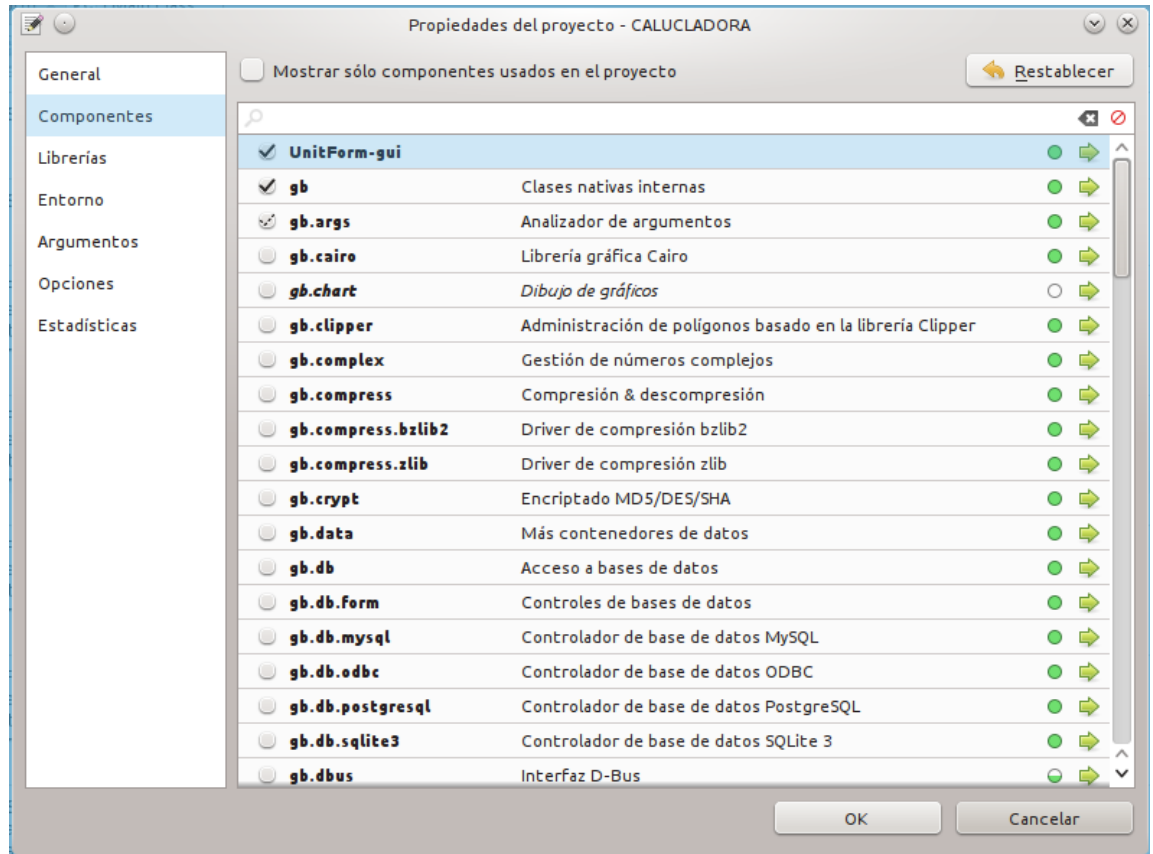 Propiedades del proyecto - CALUCLADORA
General
Componentes
Librerías
Entorno
Argumentos
Opciones
Estadísticas
Mostrar sólo componentes usados en el proyecto
Restablecer
UnitForm-gui
gb Clases nativas internas
gb.args Analizador de argumentos
gb.cairo Librería gráfica Cairo
gb.chart Dibujo de gráficos
gb.clipper Administración de polígonos basado en la librería Clipper
gb.complex Gestión de números complejos
gb.compress Compresión & descompresión
gb.compress.bzlib2 Driver de compresión bzlib2
gb.compress.zlib Driver de compresión zlib
gb.crypt Encriptado MD5/DES/SHA
gb.data Más contenedores de datos
gb.db Acceso a bases de datos
gb.db.form Controles de bases de datos
gb.db.mysql Controlador de base de datos MySQL
gb.db.odbc Controlador de base de datos ODBC
gb.db.postgresql Controlador de base de datos PostgreSQL
gb.db.sqlite3 Controlador de base de datos SQLite 3
gb.dbus Interfaz D-Bus
OK
Cancelar